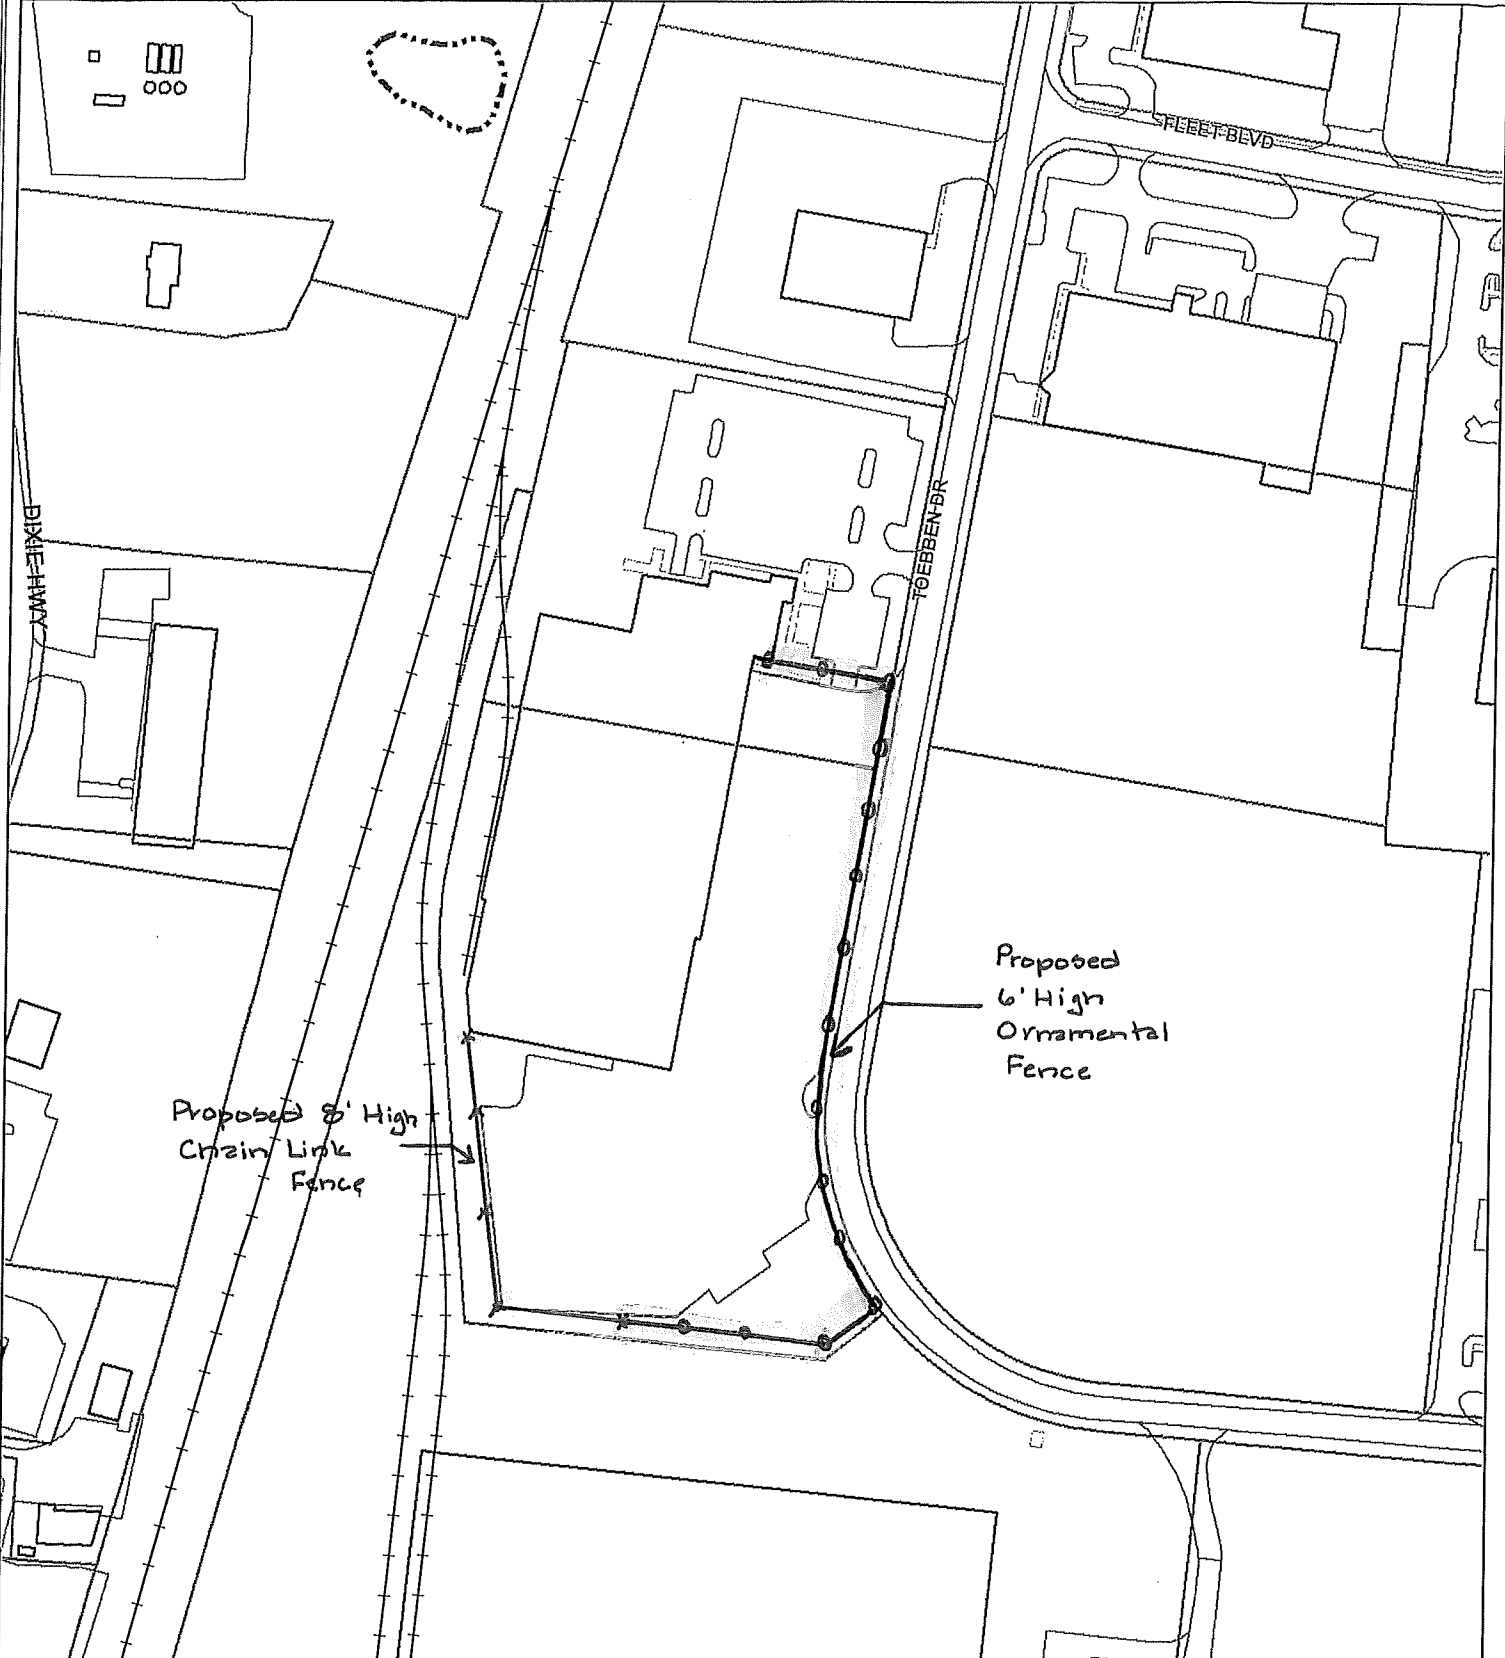 FLEET BLVD
TOEBBEN DR
DIXIE HWY
Proposed
6' High
Ornamental
Fence
Proposed 8' High
Chain Link
Fence